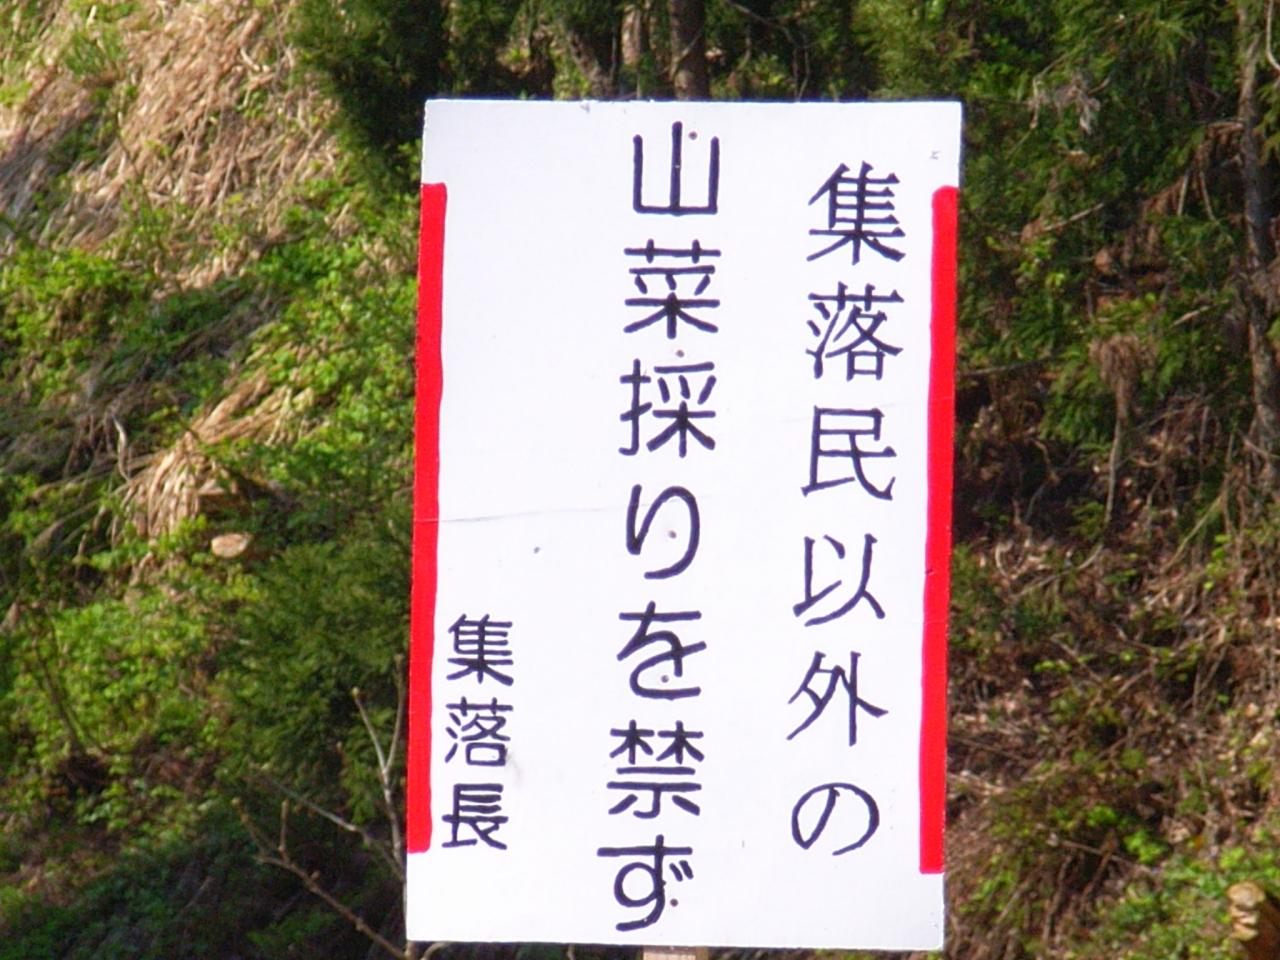 集落民以外の
山菜採りを禁ず
集落長